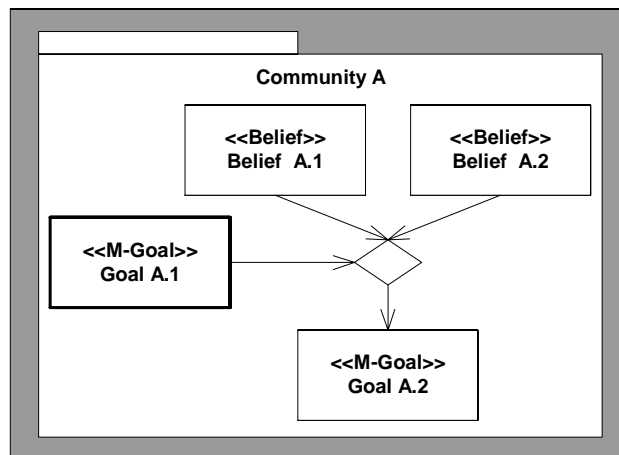 Community A
<<Belief>>
Belief A.1
<<Belief>>
Belief A.2
<<M-Goal>>
Goal A.1
<<M-Goal>>
Goal A.2